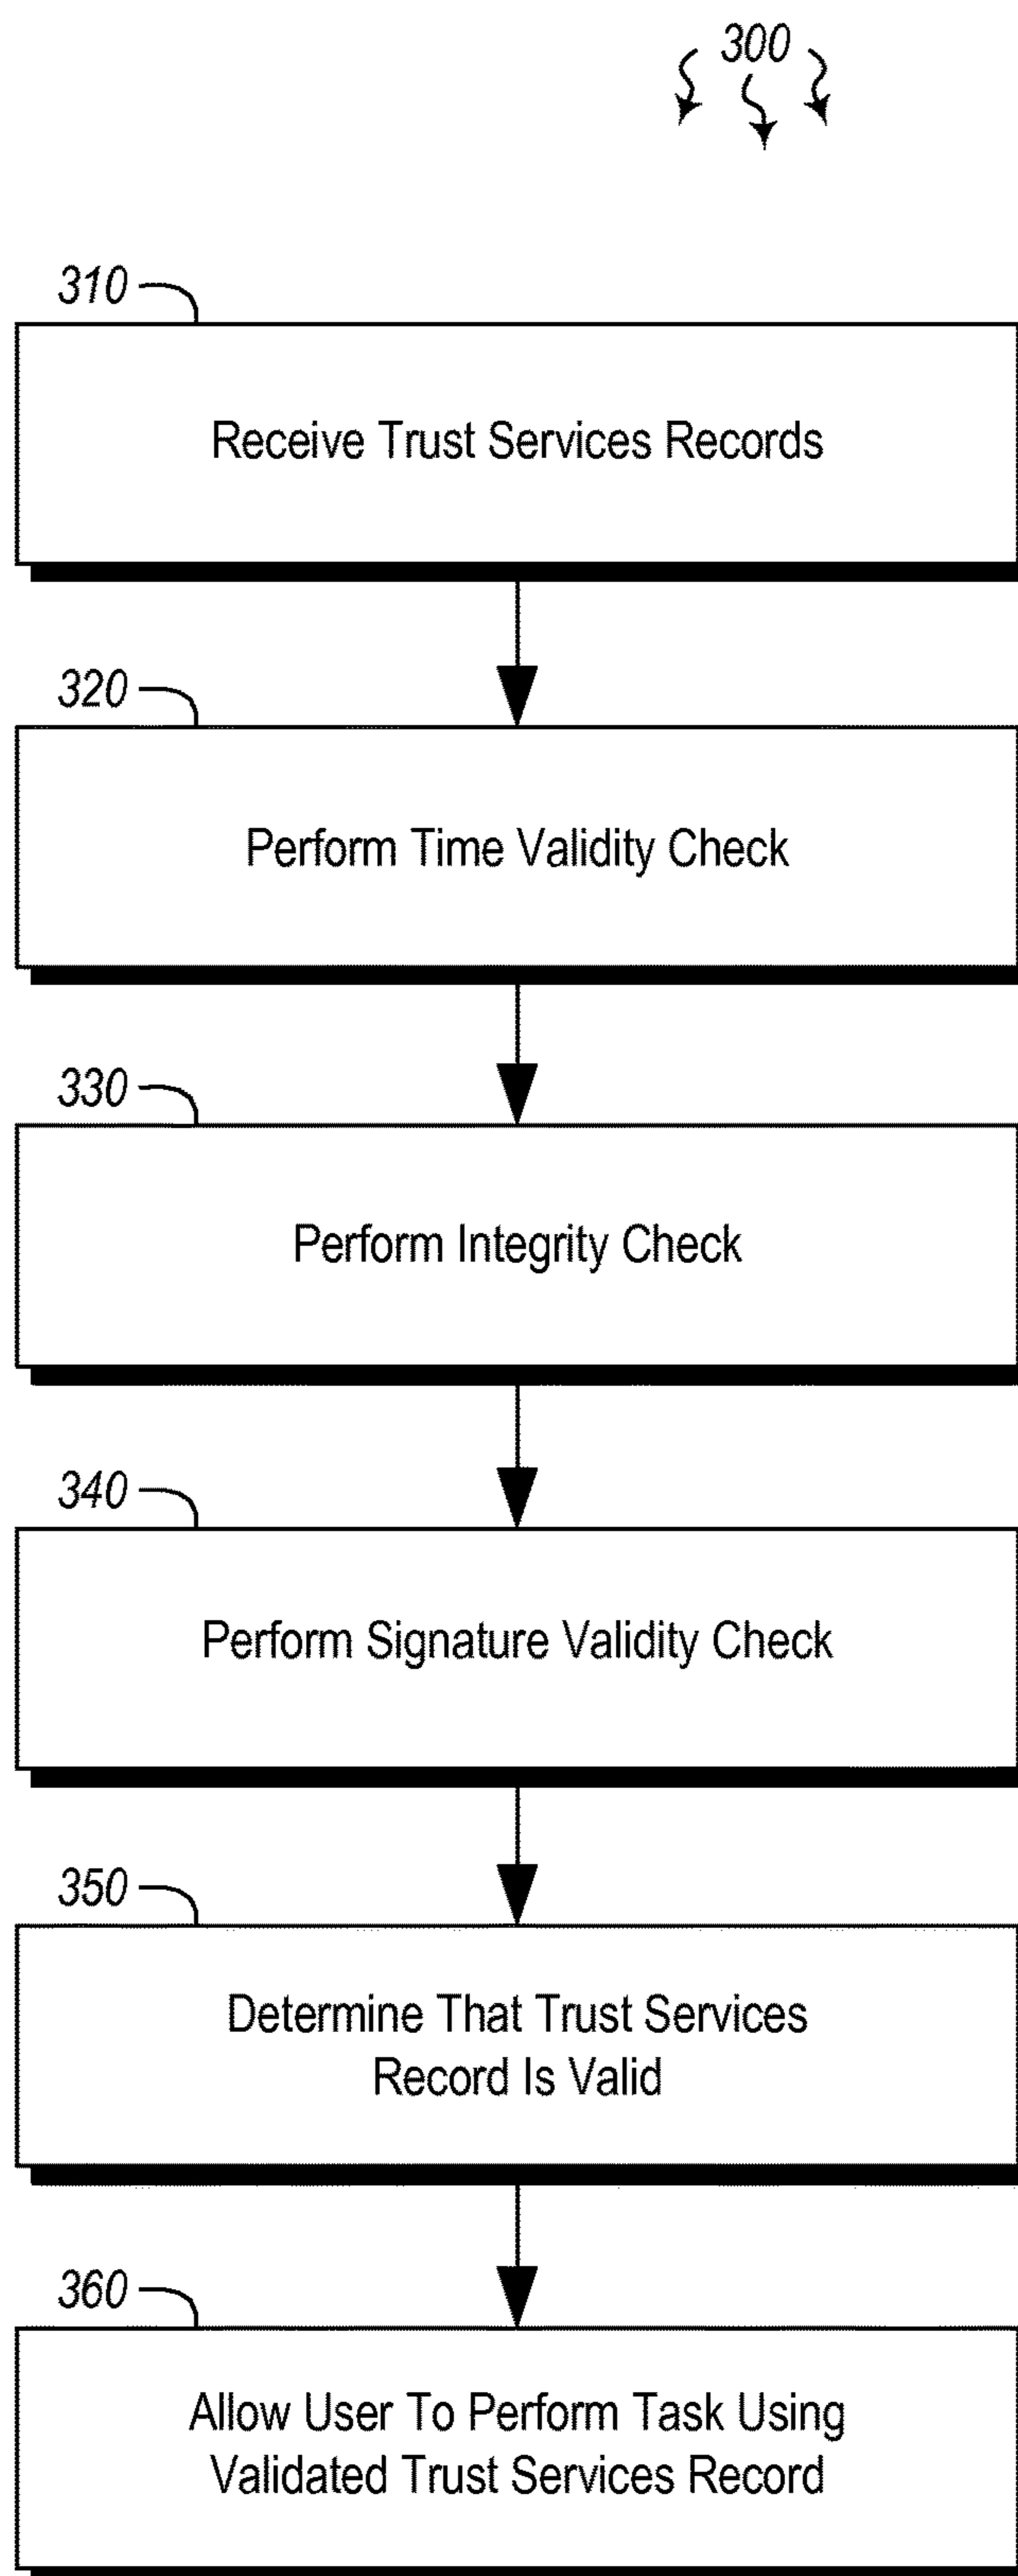 300
310
Receive Trust Services Records
320
Perform Time Validity Check
330
Perform Integrity Check
340
Perform Signature Validity Check
350
Determine That Trust Services
Record Is Valid
360
Allow User To Perform Task Using
Validated Trust Services Record